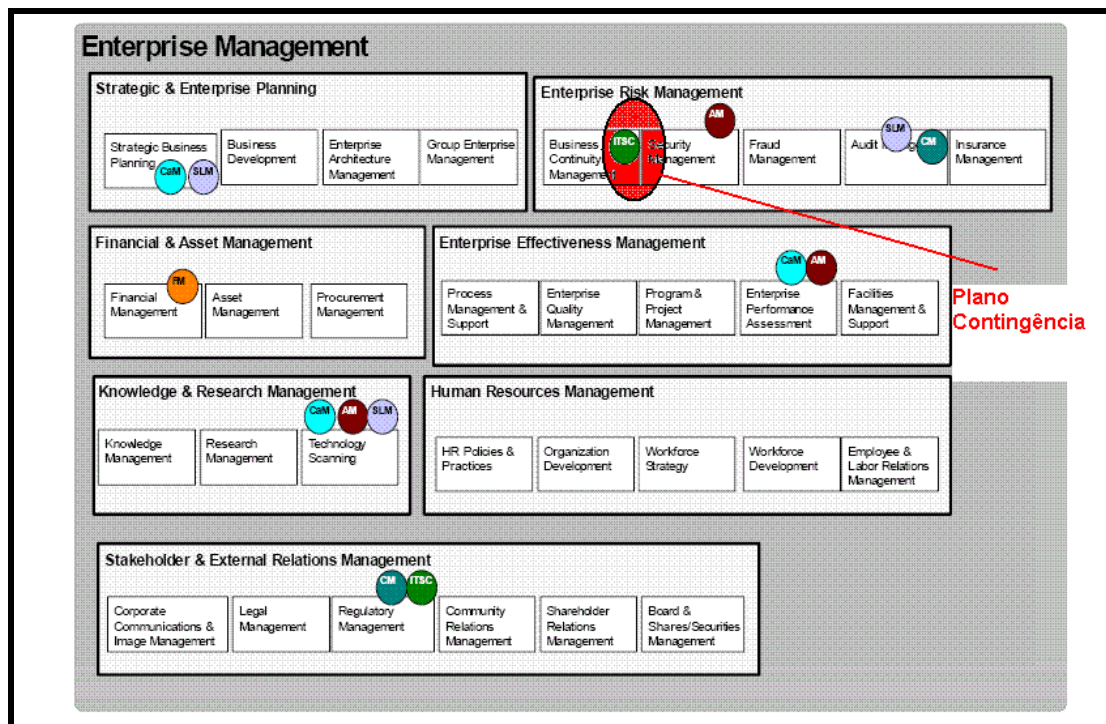 Enterprise Management
Strategic & Enterprise Planning
Strategic Business
Planning
CaM
SLM
Business
Development
Enterprise
Architecture
Management
Group Enterprise
Management
Enterprise Risk Management
Business
Continuity
Management
ITSC
Security
Management
AM
Fraud
Management
Audit
SLM
CM
Insurance
Management
Financial & Asset Management
Financial
Management
FM
Asset
Management
Procurement
Management
Enterprise Effectiveness Management
Process
Management &
Support
Enterprise
Quality
Management
Program &
Project
Management
CaM
AM
Enterprise
Performance
Assessment
Facilities
Management &
Support
Plano
Contingência
Knowledge & Research Management
Knowledge
Management
Research
Management
CaM
AM
SLM
Technology
Scanning
Human Resources Management
HR Policies &
Practices
Organization
Development
Workforce
Strategy
Workforce
Development
Employee &
Labor Relations
Management
Stakeholder & External Relations Management
Corporate
Communications &
Image Management
Legal
Management
CM
ITSC
Regulatory
Management
Community
Relations
Management
Shareholder
Relations
Management
Board &
Shares/Securities
Management